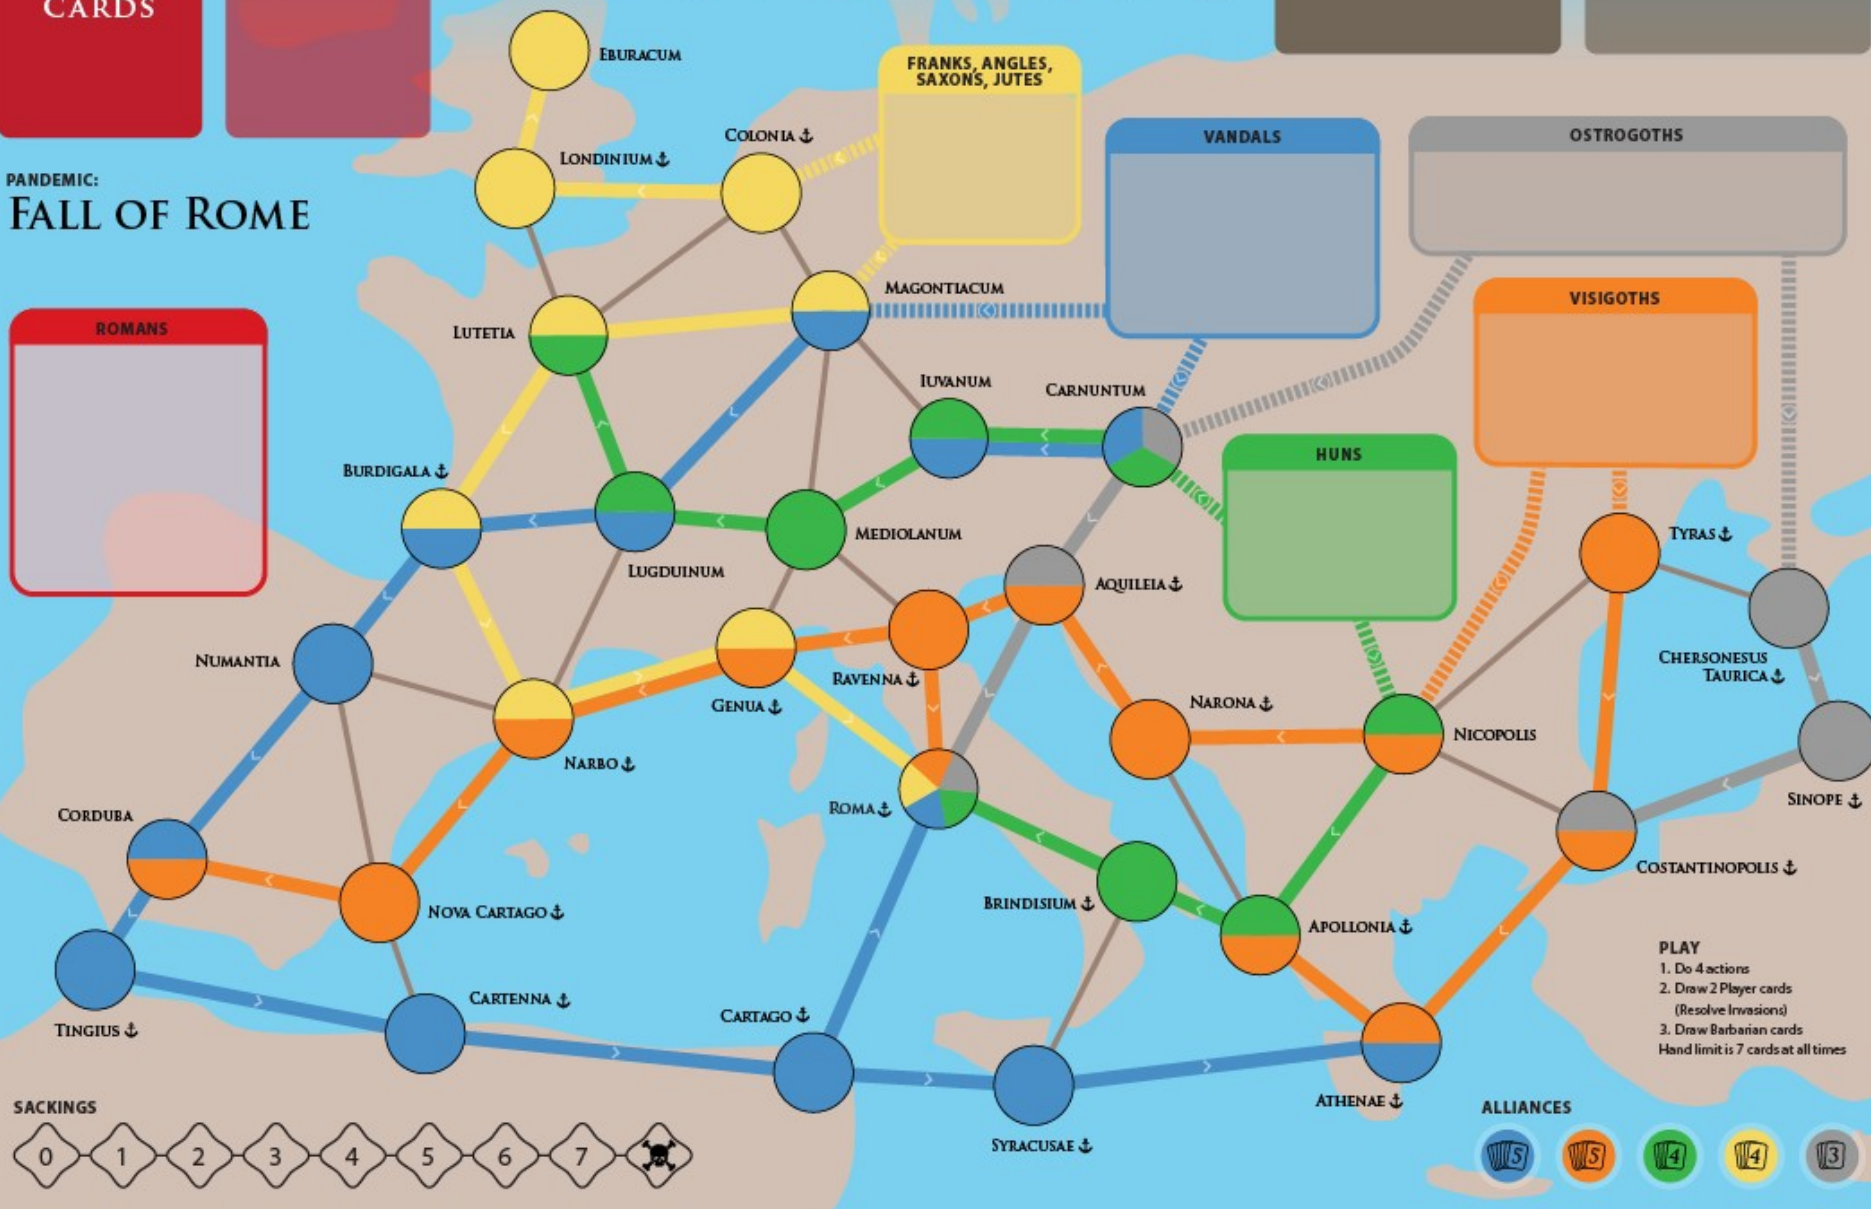 CARDS
EBURACUM
FRANKS, ANGLES,
SAXONS, JUTES
COLONIA
VANDALS
OSTROGOTHS
LONDINIUM
PANDEMIC:
FALL OF ROME
MAGONTIACUM
VISIGOTHS
ROMANS
LUTETIA
IUVANUM
CARNUNTUM
HUNS
BURDIGALA
TYRAS
MEDIOLANUM
LUGDUINUM
AQUILEIA
NUMANTIA
CHERSONESUS
TAURICA
RAVENNA
GENUA
NARONA
NICOPOLIS
NARBO
SINOPE
ROMA
CORDUBA
COSTANTINOPOLIS
BRINDISIUM
NOVA CARTAGO
APOLLONIA
PLAY
1. Do 4 actions
2. Draw 2 Player cards
(Resolve Invasions)
3. Draw Barbarian cards
Hand limit is 7 cards at all times
CARTENNA
CARTAGO
TINGIUS
ATHENAE
SYRACUSAE
SACKINGS
0 1 2 3 4 5 6 7
ALLIANCES
5 5 4 4 3